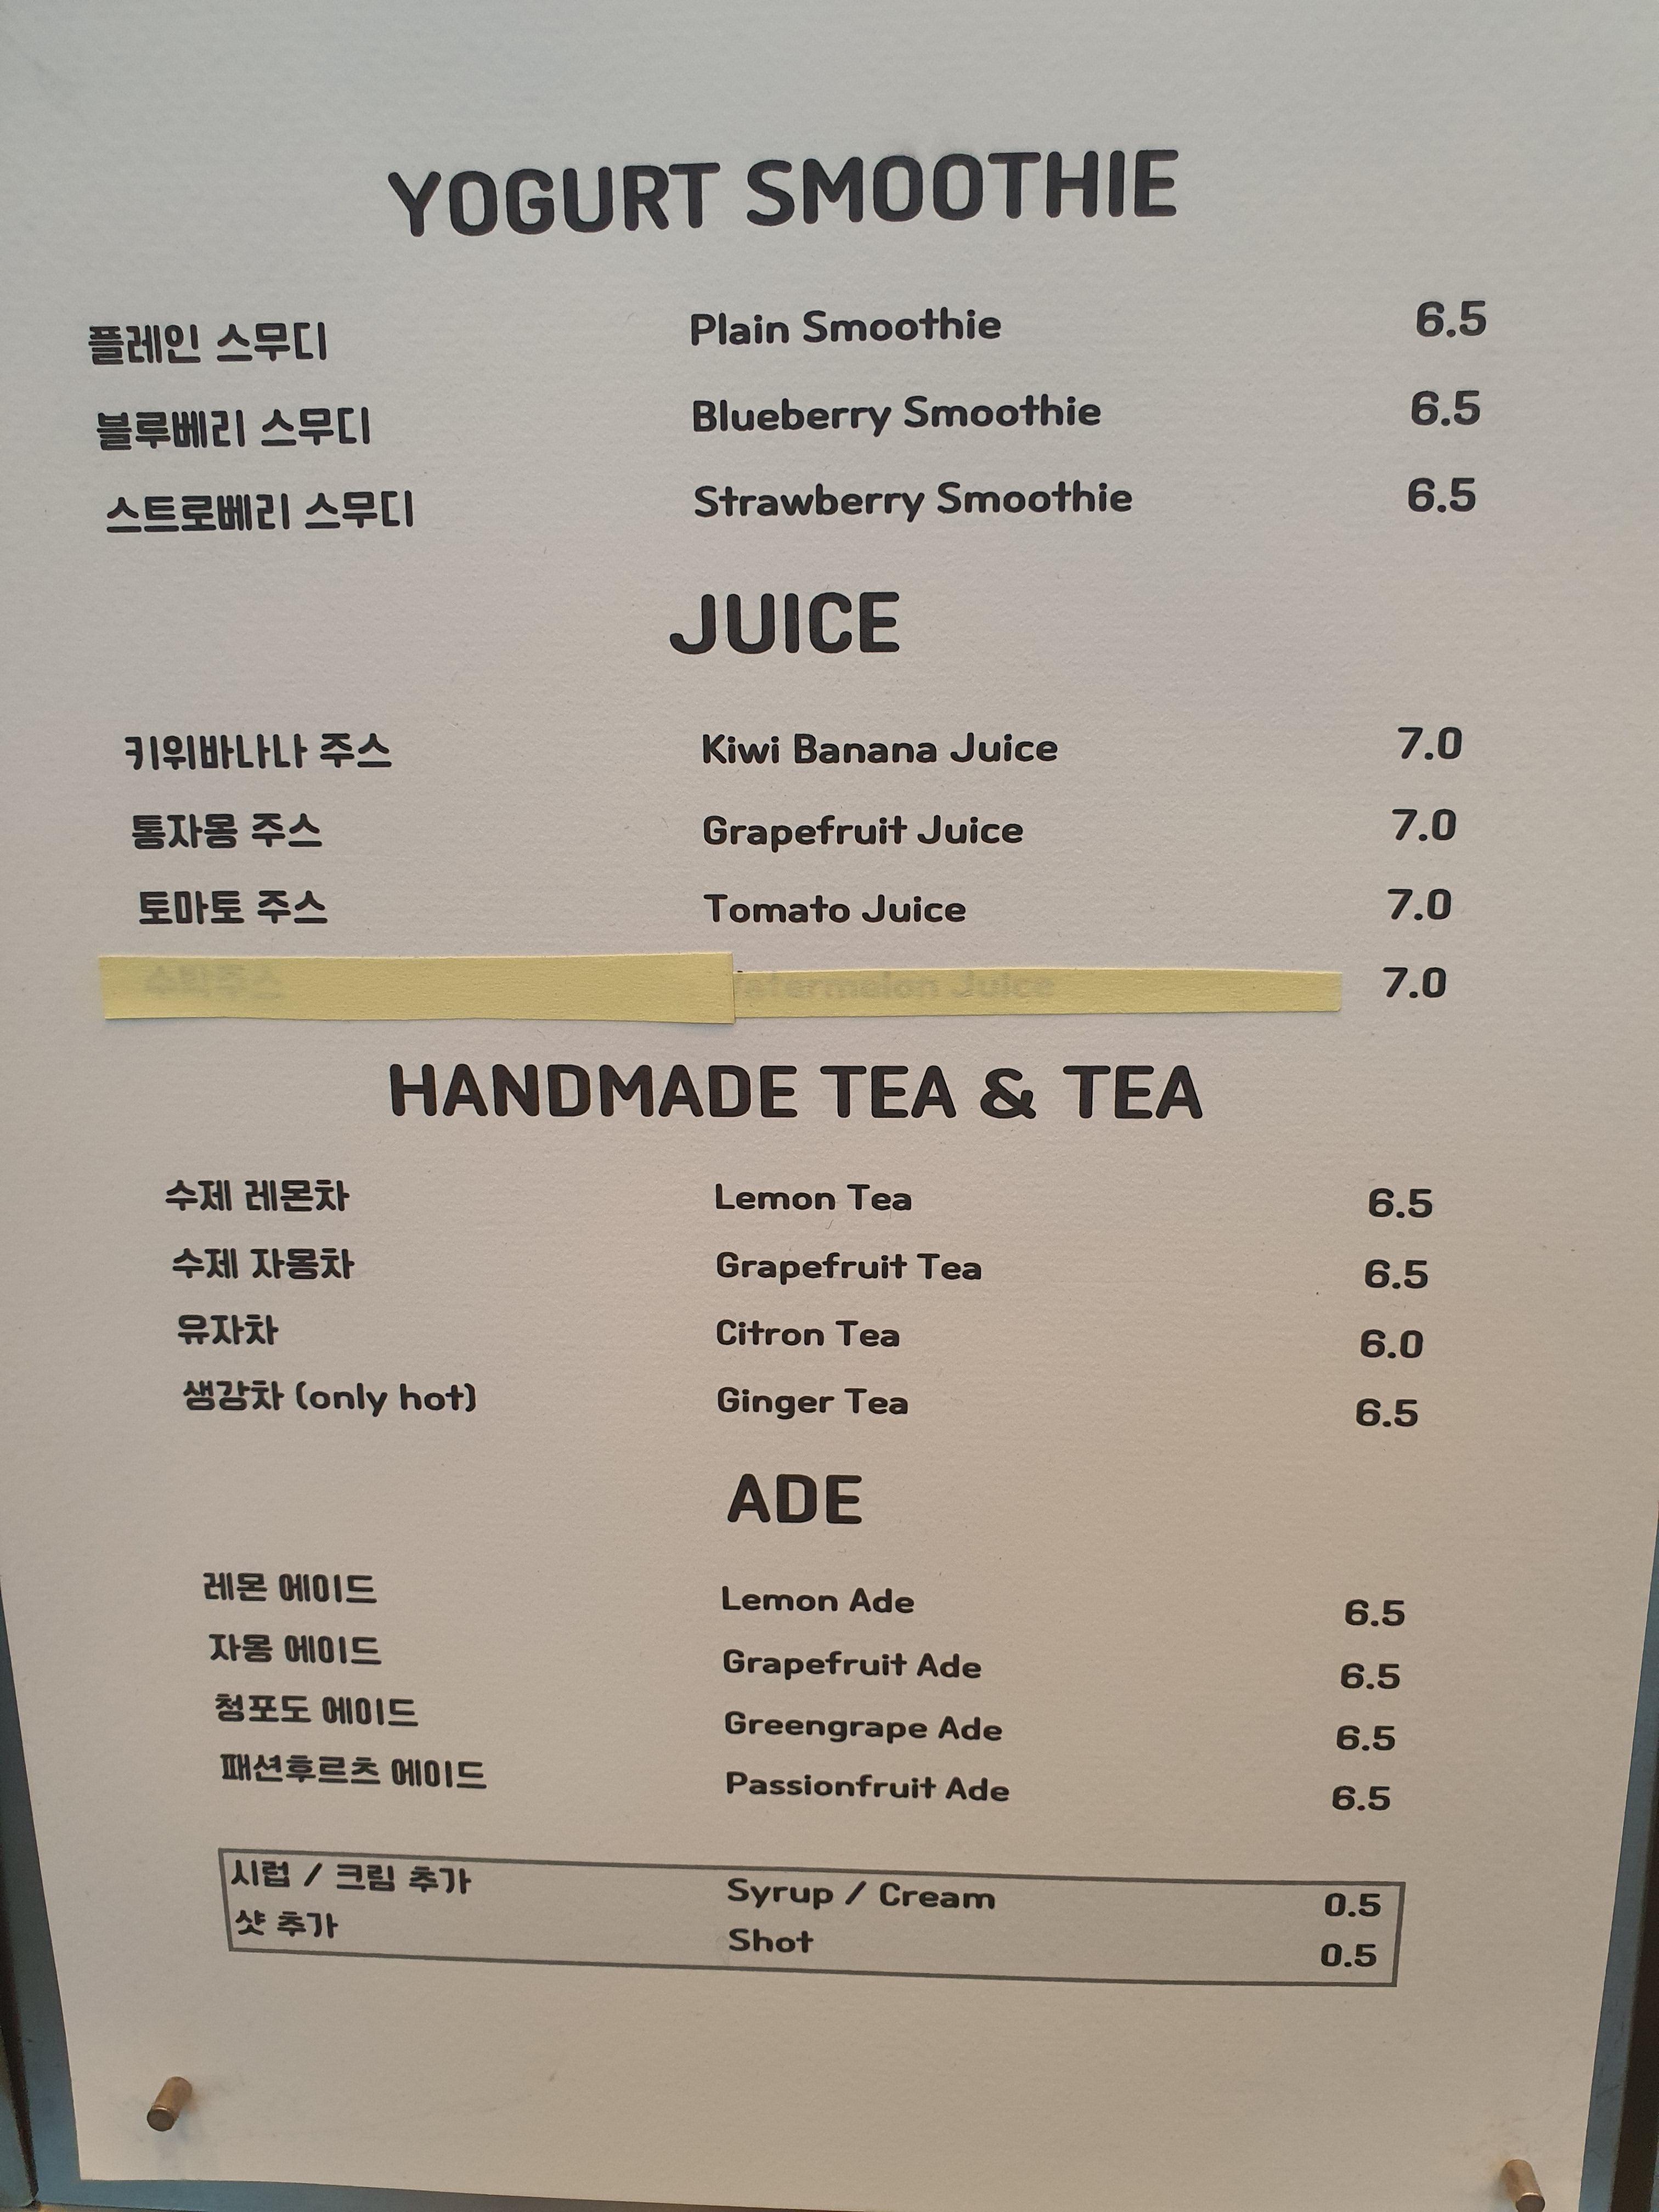 YOGURT SMOOTHIE
플레인 스무디 Plain Smoothie 6.5
블루베리 스무디 Blueberry Smoothie 6.5
스트로베리 스무디 Strawberry Smoothie 6.5
JUICE
키위바나나 주스 Kiwi Banana Juice 7.0
통자몽 주스 Grapefruit Juice 7.0
토마토 주스 Tomato Juice 7.0
수박주스 Watermelon Juice 7.0
HANDMADE TEA & TEA
수제 레몬차 Lemon Tea 6.5
수제 자몽차 Grapefruit Tea 6.5
유자차 Citron Tea 6.0
생강차 (only hot) Ginger Tea 6.5
ADE
레몬 에이드 Lemon Ade 6.5
자몽 에이드 Grapefruit Ade 6.5
청포도 에이드 Greengrape Ade 6.5
패션후르츠 에이드 Passionfruit Ade 6.5
시럽 / 크림 추가 Syrup / Cream 0.5
샷 추가 Shot 0.5